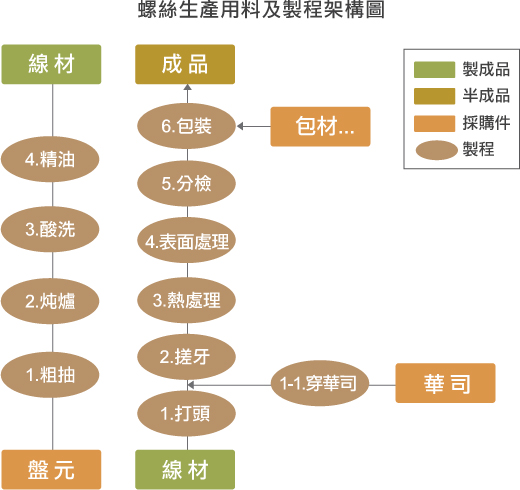 螺絲生產用料及製程架構圖
線材
成品
製成品
半成品
採購件
製程
6.包裝
包材...
4.精油
5.分檢
3.酸洗
4.表面處理
2.炖爐
3.熱處理
2.搓牙
1.粗抽
1-1.穿華司
華司
1.打頭
盤元
線材